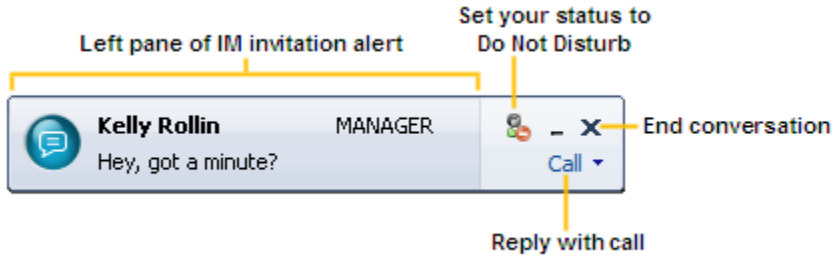 Set your status to
Do Not Disturb
Left pane of IM invitation alert
Kelly Rollin MANAGER
Hey, got a minute?
End conversation
Call
Reply with call